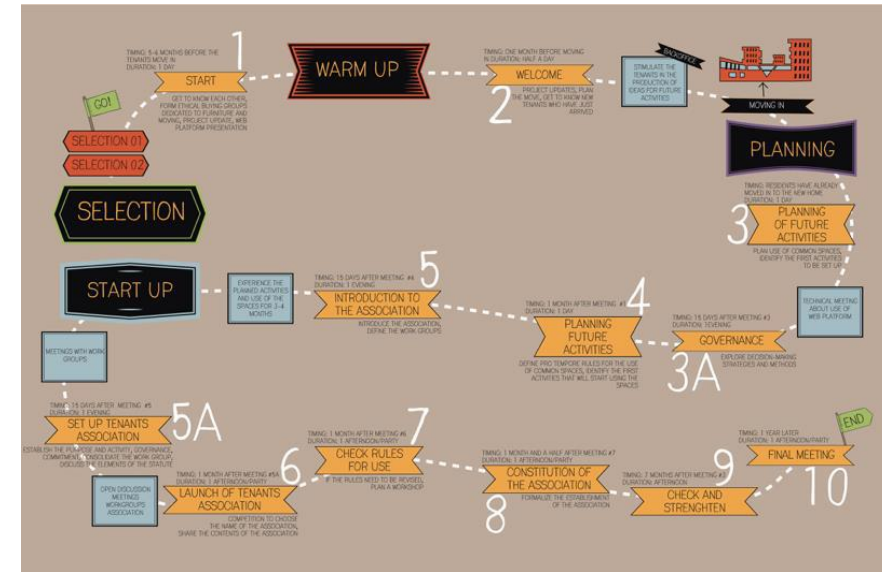 GO!
SELECTION 01
SELECTION 02
SELECTION
1
TIMING: 5-6 MONTHS BEFORE THE
TENANTS MOVE IN
DURATION: 1 DAY
START
GET TO KNOW EACH OTHER,
FORM ETHICAL BUYING GROUPS
DEDICATED TO FURNITURE AND
MOVING, PROJECT UPDATE, WEB
PLATFORM PRESENTATION
WARM UP
TIMING: ONE MONTH BEFORE MOVING
IN DURATION: HALF A DAY
WELCOME
2
PROJECT UPDATES, PLAN
THE MOVE, GET TO KNOW NEW
TENANTS WHO HAVE JUST
ARRIVED
BACKOFFICE
STIMULATE THE
TENANTS IN THE
PRODUCTION OF
IDEAS FOR FUTURE
ACTIVITIES
MOVING IN
PLANNING
TIMING: RESIDENTS HAVE ALREADY
MOVED IN TO THE NEW HOME
DURATION: 1 DAY
3
PLANNING
OF FUTURE
ACTIVITIES
PLAN USE OF COMMON SPACES,
IDENTIFY THE FIRST ACTIVITIES
TO BE SET UP
TECHNICAL MEETING
ABOUT USE OF
WEB PLATFORM
TIMING: 15 DAYS AFTER MEETING #3
DURATION: 1EVENING
GOVERNANCE
3A
EXPLORE DECISION-MAKING
STRATEGIES AND METHODS
4
TIMING: 1 MONTH AFTER MEETING #1
DURATION: 1 DAY
PLANNING
FUTURE
ACTIVITIES
DEFINE PRO TEMPORE RULES FOR THE USE
OF COMMON SPACES, IDENTIFY THE FIRST
ACTIVITIES THAT WILL START USING THE
SPACES
5
TIMING: 15 DAYS AFTER MEETING #4
DURATION: 1 EVENING
INTRODUCTION TO
THE ASSOCIATION
INTRODUCE THE ASSOCIATION,
DEFINE THE WORK GROUPS
EXPERIENCE THE
PLANNED ACTIVITIES
AND USE OF THE
SPACES FOR 3-4
MONTHS
START UP
MEETINGS WITH WORK
GROUPS
TIMING: 15 DAYS AFTER MEETING #5
DURATION: 1 EVENING
SET UP TENANTS
ASSOCIATION
5A
ESTABLISH THE PURPOSE AND ACTIVITY, GOVERNANCE,
COMMITMENT, CONSOLIDATE THE WORK GROUP,
DISCUSS THE ELEMENTS OF THE STATUTE
OPEN DISCUSSION
MEETINGS
WORKGROUPS
ASSOCIATION
6
TIMING: 1 MONTH AFTER MEETING #5A
DURATION: 1 AFTERNOON/PARTY
LAUNCH OF TENANTS
ASSOCIATION
COMPETITION TO CHOOSE
THE NAME OF THE ASSOCIATION,
SHARE THE CONTENTS OF THE ASSOCIATION
7
TIMING: 1 MONTH AFTER MEETING #6
DURATION: 1 AFTERNOON/PARTY
CHECK RULES
FOR USE
IF THE RULES NEED TO BE REVISED,
PLAN A WORKSHOP
TIMING: 1 MONTH AND A HALF AFTER MEETING #7
DURATION: 1 AFTERNOON/PARTY
CONSTITUTION OF
THE ASSOCIATION
8
FORMALIZE THE ESTABLISHMENT
OF THE ASSOCIATION
9
TIMING: 7 MONTHS AFTER MEETING
DURATION: AFTERNOON
CHECK AND
STRENGHTEN
TIMING: 1 YEAR LATER
DURATION: 1 AFTERNOON/PARTY
FINAL MEETING
10
END